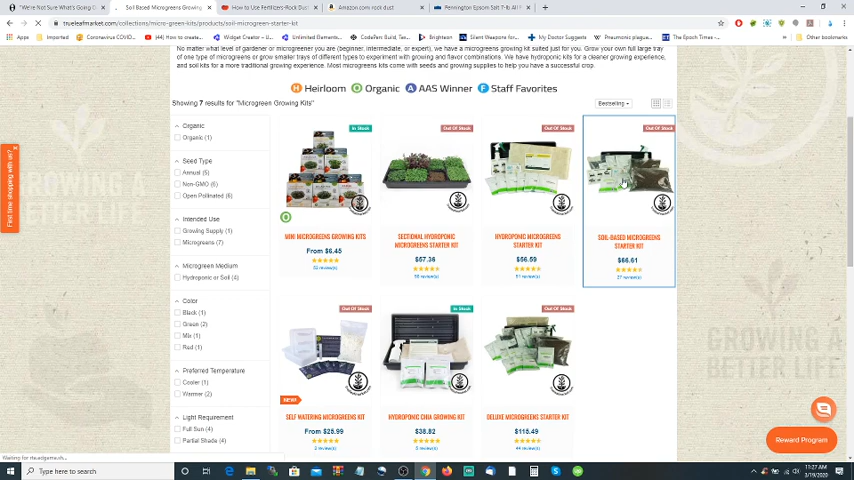 "We're Not Sure What's Going O
Soil Based Microgreens Growing
How to Use Fertilizers-Rock Dust
Amazon.com: rock dust
Pennington Epsom Salt 7-lb All P
trueleafmarket.com/collections/micro-green-kits/products/soil-microgreen-starter-kit
Apps
Coronavirus COVID...
(44) How to CREATE...
Widget Creator – U...
Unlimited Elements...
CodePen Build, Tes...
Brighteon
Silent Weapons for...
My Doctor Suggests
Pneumonic plague...
The Epoch Times -...
Other bookmarks
No matter what level of gardener or microgreener you are (beginner, intermediate, or expert), we have a microgreens growing kit suited just for you. Grow your own full large tray
of one type of microgreens or grow smaller trays of different types to experiment with growing and flavor combinations. We have hydroponic kits for a cleaner growing experience,
and soil kits for a more traditional growing experience. Most microgreens kits come with seeds and growing supplies to help you have a successful crop.
H Heirloom O Organic A AAS Winner F Staff Favorites
Showing 7 results for "Microgreen Growing Kits"
Bestselling
First time shopping with us?
Organic
Organic (1)
Seed Type
Annual (5)
Non-GMO (6)
Open Pollinated (6)
Intended Use
Growing Supply (1)
Microgreens (7)
Microgreen Medium
Hydroponic or Soil (4)
Color
Black (1)
Green (2)
Mix (1)
Red (1)
Preferred Temperature
Cooler (1)
Warmer (2)
Light Requirement
Full Sun (4)
Partial Shade (4)
In Stock
MINI MICROGREENS GROWING KITS
From $6.45
Out Of Stock
SECTIONAL HYDROPONIC
MICROGREENS STARTER KIT
$57.36
Out Of Stock
HYDROPONIC MICROGREENS
STARTER KIT
$56.59
Out Of Stock
SOIL-BASED MICROGREENS
STARTER KIT
$66.61
Out Of Stock
NEW!
SELF WATERING MICROGREENS KIT
From $25.99
2 review(s)
In Stock
HYDROPONIC CHIA GROWING KIT
$38.82
5 review(s)
Out Of Stock
DELUXE MICROGREENS STARTER KIT
$115.49
44 review(s)
GROWING A
BETTER LIFE
Reward Program
Type here to search
11:27 AM
3/19/2020